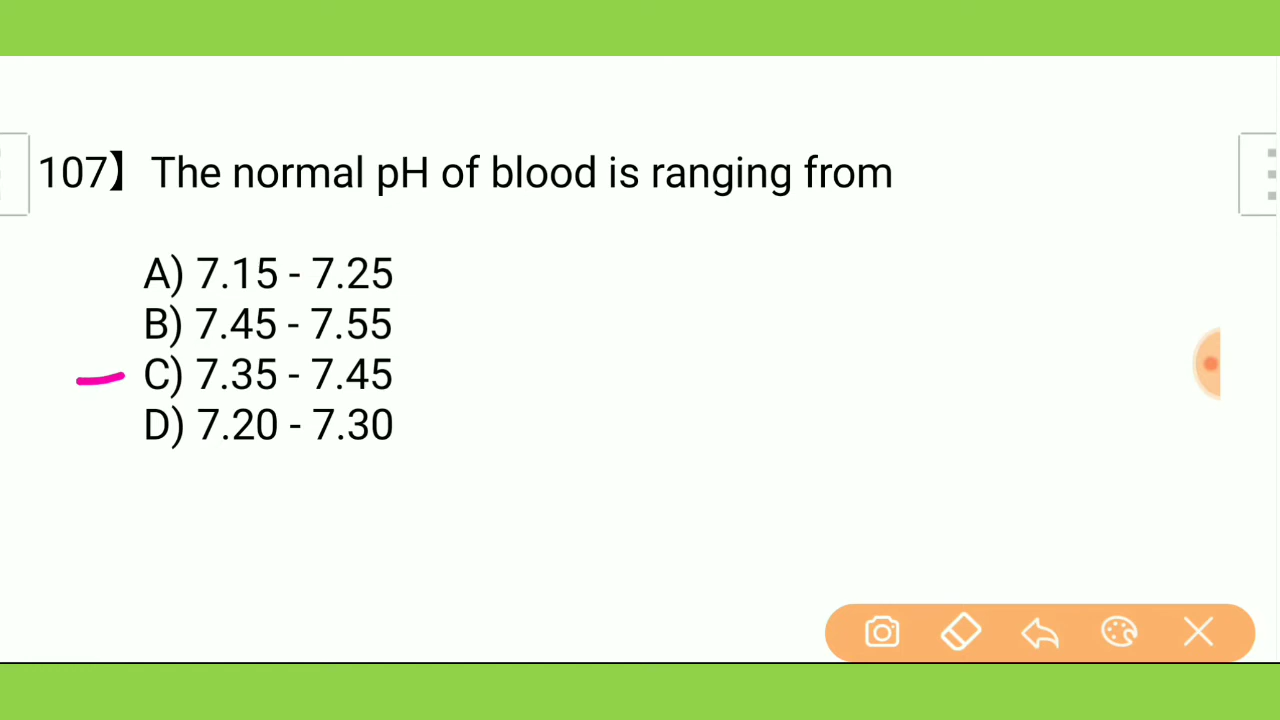 107】 The normal pH of blood is ranging from
A) 7.15 - 7.25
B) 7.45 - 7.55
C) 7.35 - 7.45
D) 7.20 - 7.30